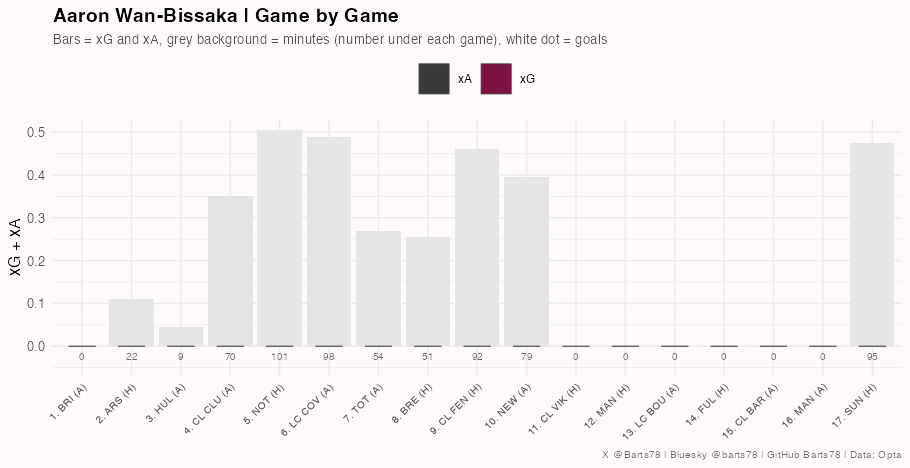 Aaron Wan-Bissaka | Game by Game
Bars = xG and xA, grey background = minutes (number under each game), white dot = goals
xA xG
xG + xA
0.5
0.4
0.3
0.2
0.1
0.0
0 22 9 70 101 98 54 51 92 79 0 0 0 0 0 0 95
1. BRI (A)
2. ARS (H)
3. HUL (A)
4. CL CLU (A)
5. NOT (H)
6. LC COV (A)
7. TOT (A)
8. BRE (H)
9. CL FEN (H)
10. NEW (A)
11. CL VIK (H)
12. MAN (H)
13. LC BOU (A)
14. FUL (H)
15. CL BAR (A)
16. MAN (A)
17. SUN (H)
X @Barts78 | Bluesky @barts78 | GitHub Barts78 | Data: Opta